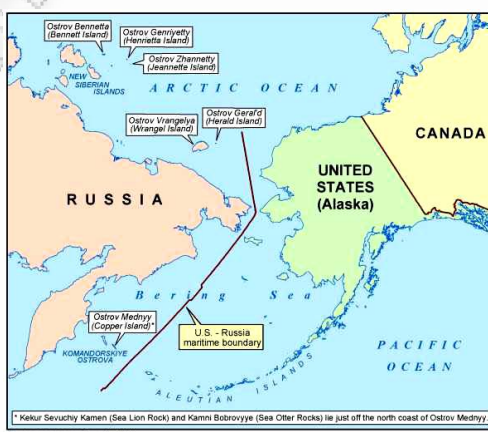 Ostrov Bennetta
(Bennett Island)
Ostrov Genriyetty
(Henrietta Island)
Ostrov Zhannetty
(Jeannette Island)
NEW
SIBERIAN
ISLANDS
ARCTIC OCEAN
Ostrov Geral'd
(Herald Island)
Ostrov Vrangelya
(Wrangel Island)
CANADA
UNITED
STATES
(Alaska)
RUSSIA
Bering Sea
Ostrov Mednyy
(Copper Island)*
U.S. - Russia
maritime boundary
KOMANDORSKIYE
OSTROVA
PACIFIC
OCEAN
ALEUTIAN ISLANDS
* Kekur Sevuchiy Kamen (Sea Lion Rock) and Kamni Bobrovyye (Sea Otter Rocks) lie just off the north coast of Ostrov Mednyy.